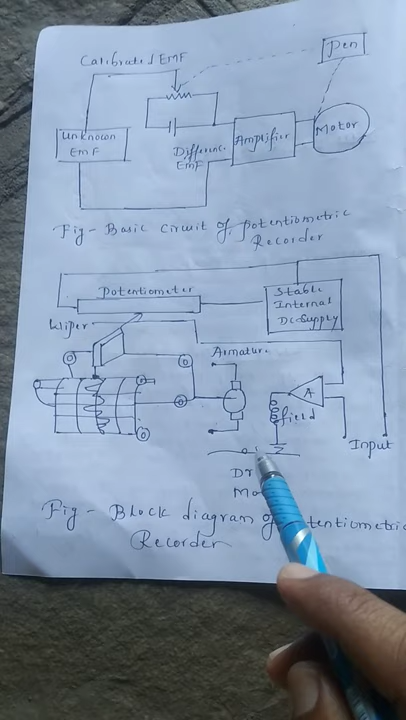 Calibrated EMF
Pen
Unknown
EMF
Difference
EMF
Amplifier
Motor
Fig - Basic Circuit of potentiometric
Recorder
Potentiometer
Stable
Internal
DC-Supply
Wiper
Armature
A
field
Input
Fig - Block diagram of
Recorder